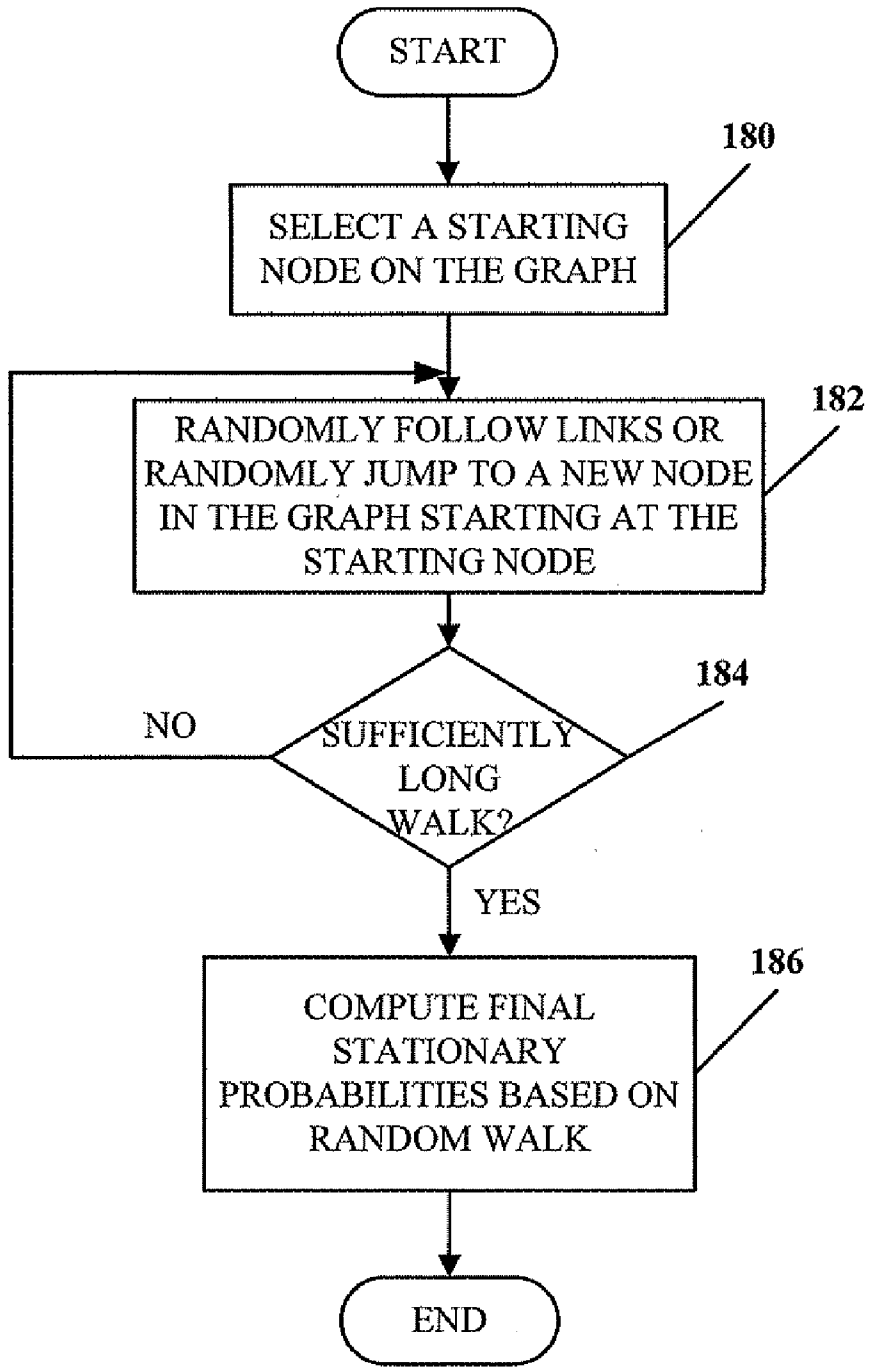 START
180
SELECT A STARTING
NODE ON THE GRAPH
182
RANDOMLY FOLLOW LINKS OR
RANDOMLY JUMP TO A NEW NODE
IN THE GRAPH STARTING AT THE
STARTING NODE
184
NO
SUFFICIENTLY
LONG
WALK?
YES
186
COMPUTE FINAL
STATIONARY
PROBABILITIES BASED ON
RANDOM WALK
END